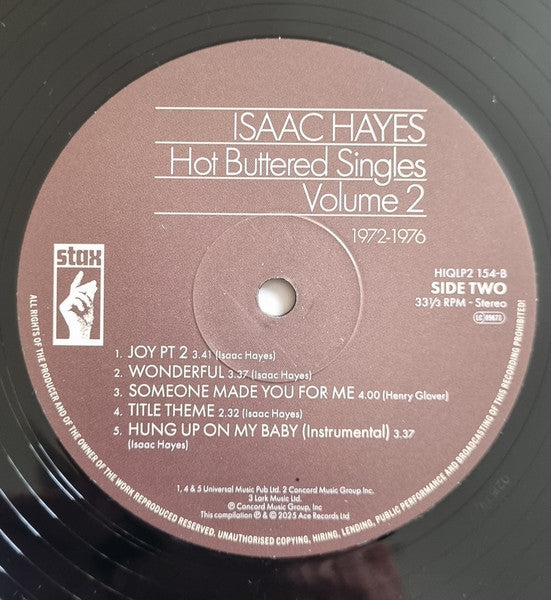 ISAAC HAYES
Hot Buttered Singles
Volume 2
1972-1976
stax
HIQLP2 154-B
SIDE TWO
33⅓ RPM - Stereo
LC 09671
1. JOY PT 2 3.41 (Isaac Hayes)
2. WONDERFUL 3.37 (Isaac Hayes)
3. SOMEONE MADE YOU FOR ME 4.00 (Henry Glover)
4. TITLE THEME 2.32 (Isaac Hayes)
5. HUNG UP ON MY BABY (Instrumental) 3.37
(Isaac Hayes)
1, 4 & 5 Universal Music Pub Ltd. 2 Concord Music Group Inc.
3 Lark Music Ltd.
℗ Concord Music Group, Inc
This compilation ℗ & © 2025 Ace Records Ltd
ALL RIGHTS OF THE PRODUCER AND OF THE OWNER OF THE WORK REPRODUCED RESERVED. UNAUTHORISED COPYING, HIRING, LENDING, PUBLIC PERFORMANCE AND BROADCASTING OF THIS RECORDING PROHIBITED!